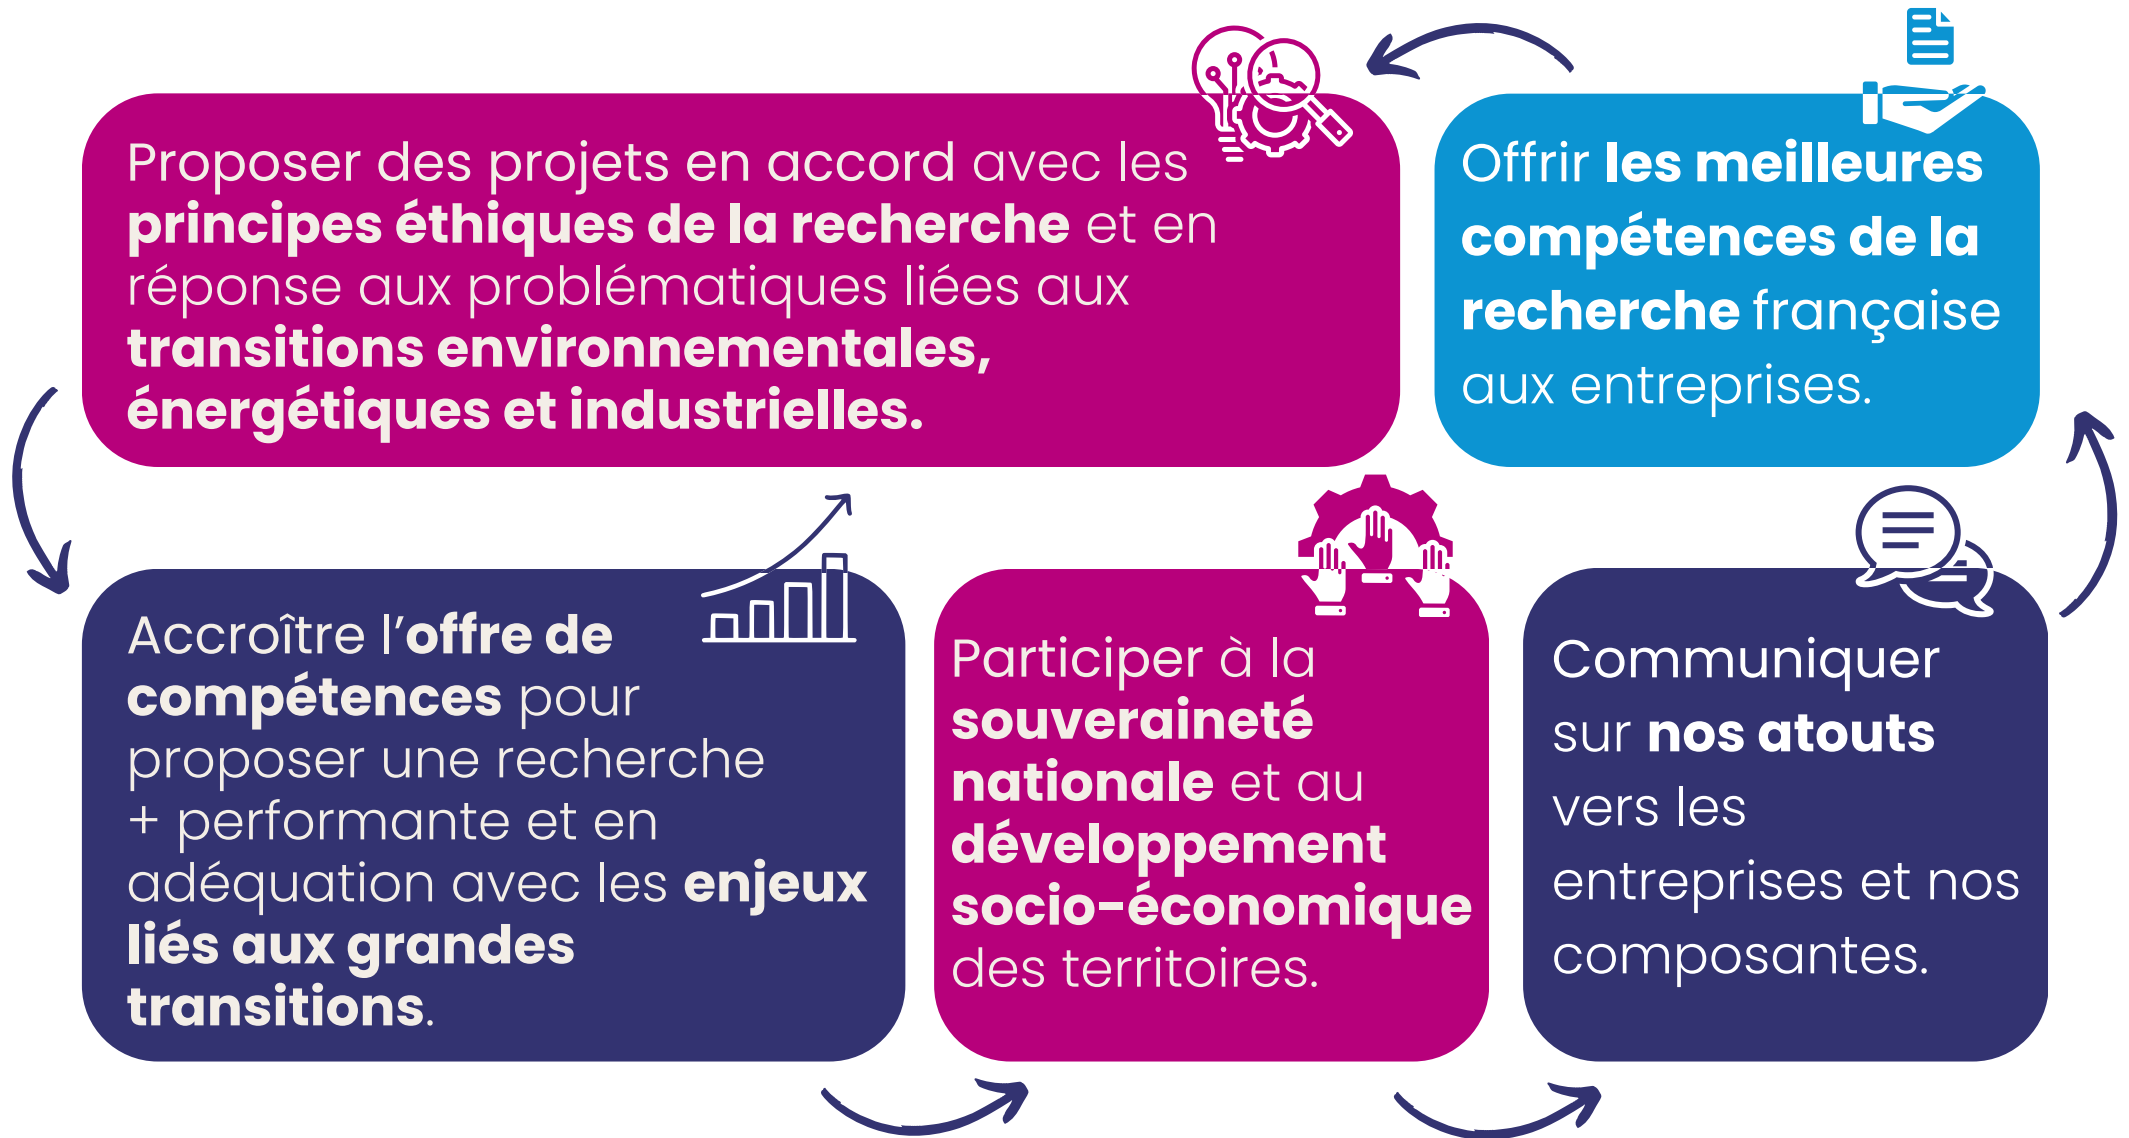 Proposer des projets en accord avec les
principes éthiques de la recherche et en
réponse aux problématiques liées aux
transitions environnementales,
énergétiques et industrielles.
Offrir les meilleures
compétences de la
recherche française
aux entreprises.
Accroître l’offre de
compétences pour
proposer une recherche
+ performante et en
adéquation avec les enjeux
liés aux grandes
transitions.
Participer à la
souveraineté
nationale et au
développement
socio-économique
des territoires.
Communiquer
sur nos atouts
vers les
entreprises et nos
composantes.